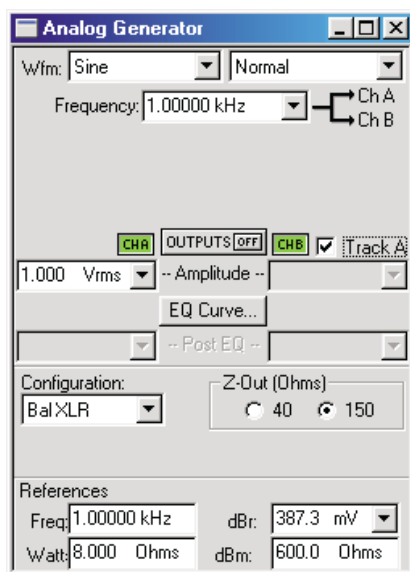 Analog Generator
Wfm: Sine Normal
Frequency: 1.00000 kHz Ch A
Ch B
CHA OUTPUTS OFF CHB Track A
1.000 Vrms -- Amplitude --
EQ Curve...
-- Post EQ --
Configuration: Z-Out (Ohms)
BalXLR 40 150
References
Freq: 1.00000 kHz dBr: 387.3 mV
Watt: 8.000 Ohms dBm: 600.0 Ohms